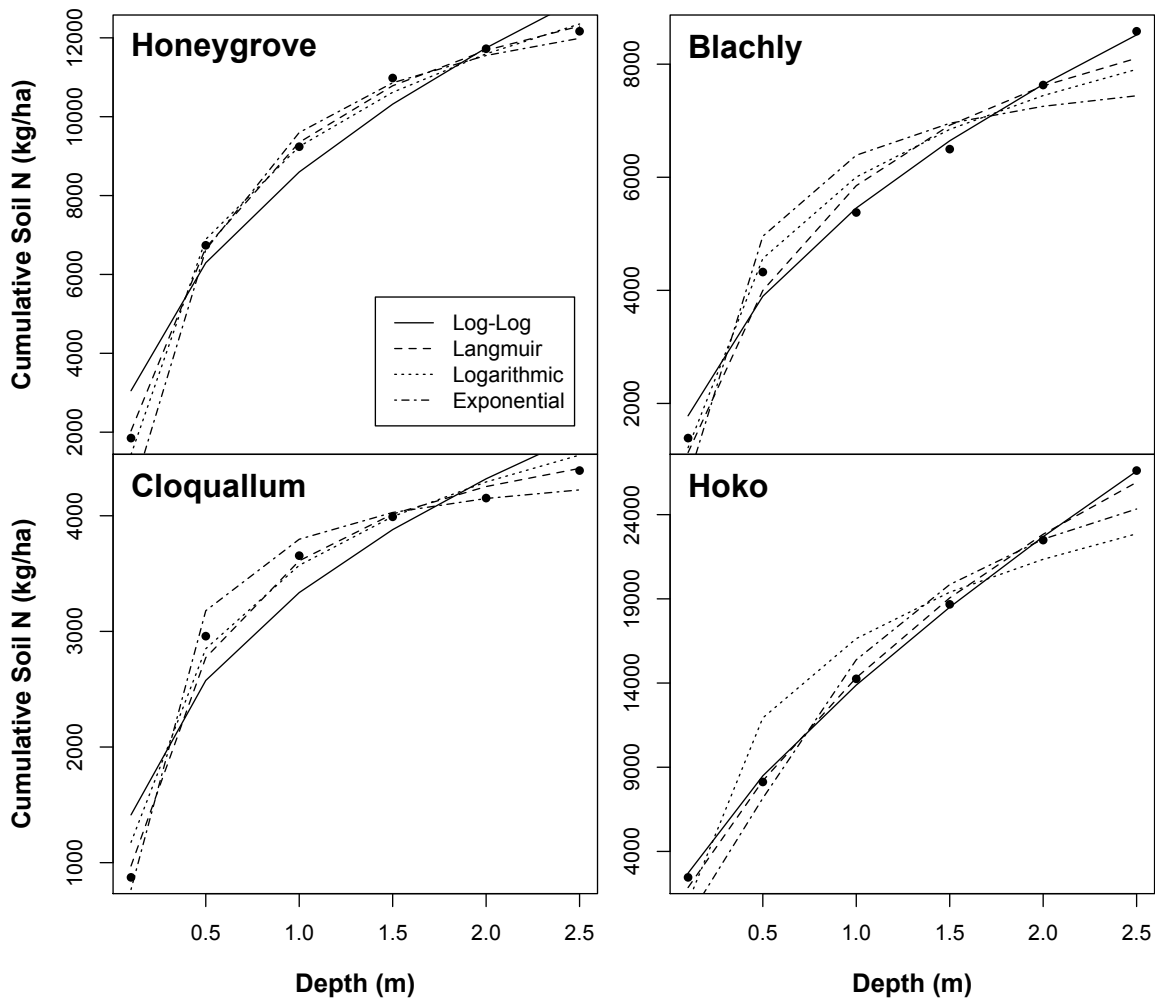 Honeygrove
Cumulative Soil N (kg/ha)
12000
10000
8000
6000
4000
2000
Log-Log
Langmuir
Logarithmic
Exponential
Blachly
8000
6000
4000
2000
Cloquallum
Cumulative Soil N (kg/ha)
4000
3000
2000
1000
0.5 1.0 1.5 2.0 2.5
Depth (m)
Hoko
24000
19000
14000
9000
4000
0.5 1.0 1.5 2.0 2.5
Depth (m)